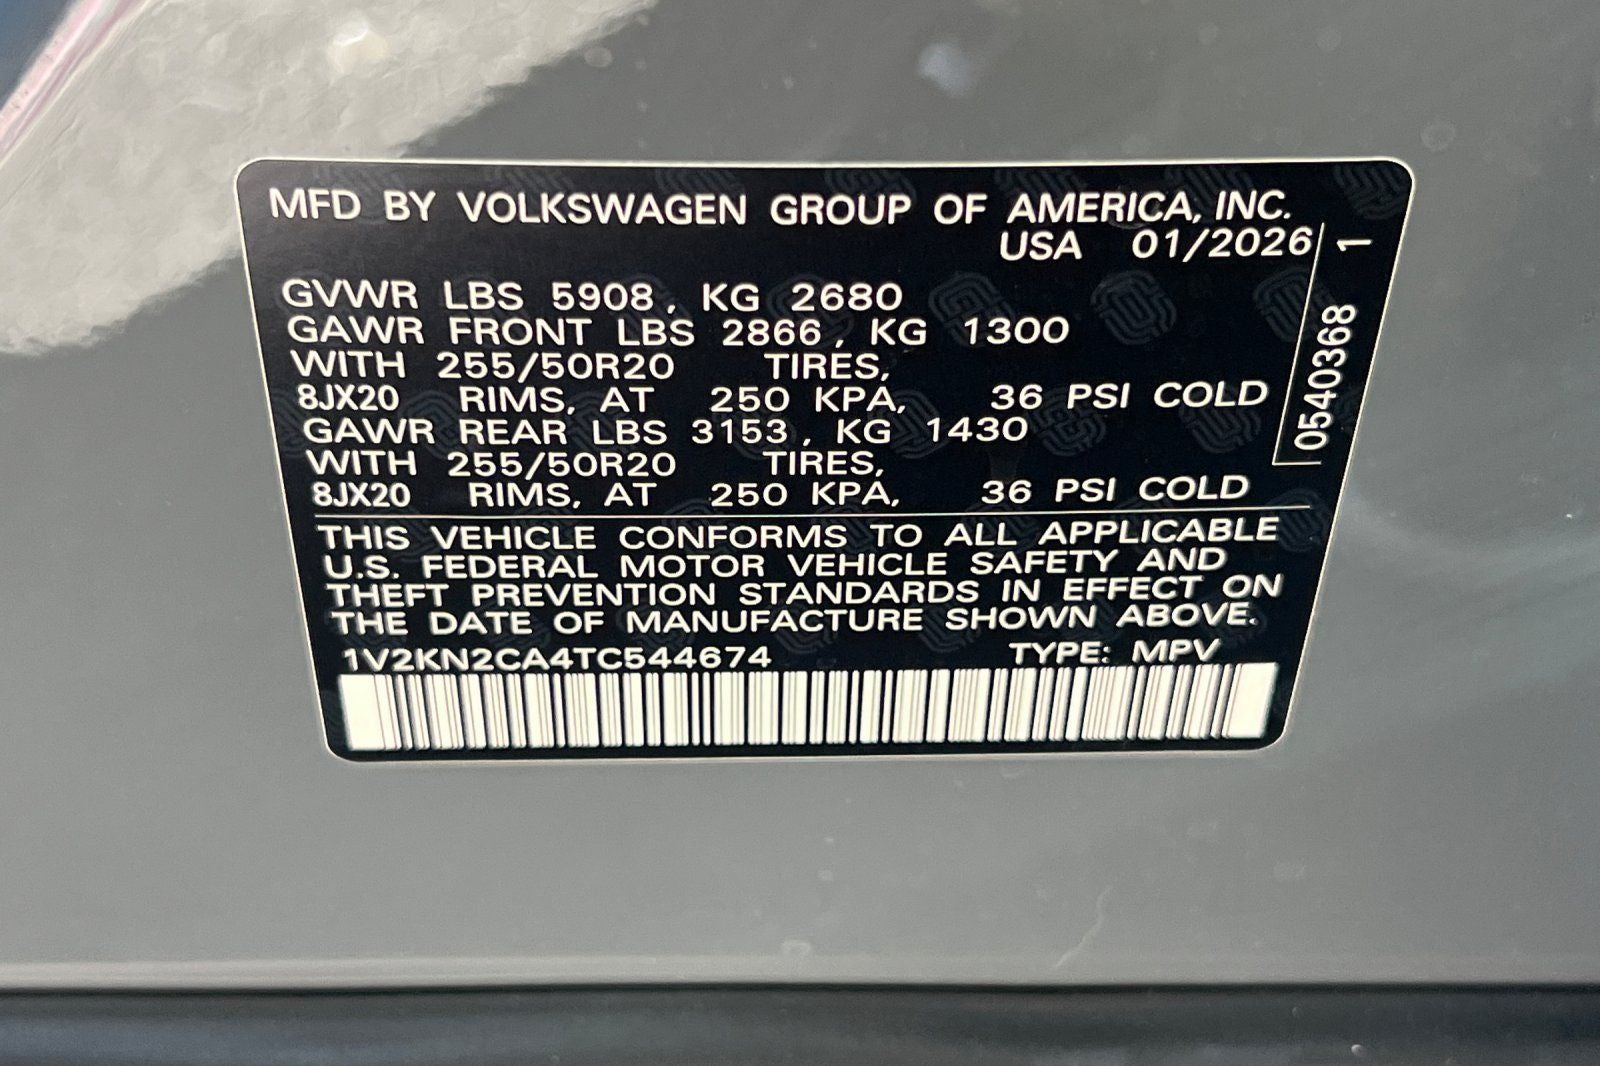 MFD BY VOLKSWAGEN GROUP OF AMERICA, INC.
USA 01/2026
GVWR LBS 5908, KG 2680
GAWR FRONT LBS 2866, KG 1300
WITH 255/50R20 TIRES,
8JX20 RIMS, AT 250 KPA, 36 PSI COLD
GAWR REAR LBS 3153, KG 1430
WITH 255/50R20 TIRES,
8JX20 RIMS, AT 250 KPA, 36 PSI COLD
THIS VEHICLE CONFORMS TO ALL APPLICABLE
U.S. FEDERAL MOTOR VEHICLE SAFETY AND
THEFT PREVENTION STANDARDS IN EFFECT ON
THE DATE OF MANUFACTURE SHOWN ABOVE.
1V2KN2CA4TC544674 TYPE: MPV
0540368 1